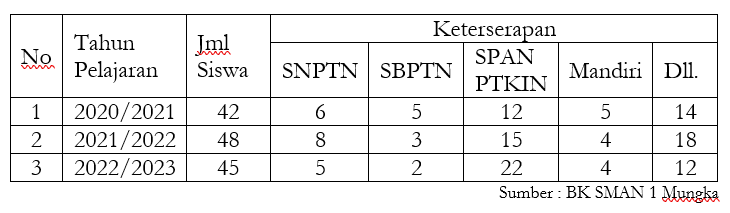 No Tahun Pelajaran Jml Siswa Keterserapan
SNPTN SBPTN SPAN PTKIN Mandiri Dll.
1 2020/2021 42 6 5 12 5 14
2 2021/2022 48 8 3 15 4 18
3 2022/2023 45 5 2 22 4 12
Sumber : BK SMAN 1 Mungka